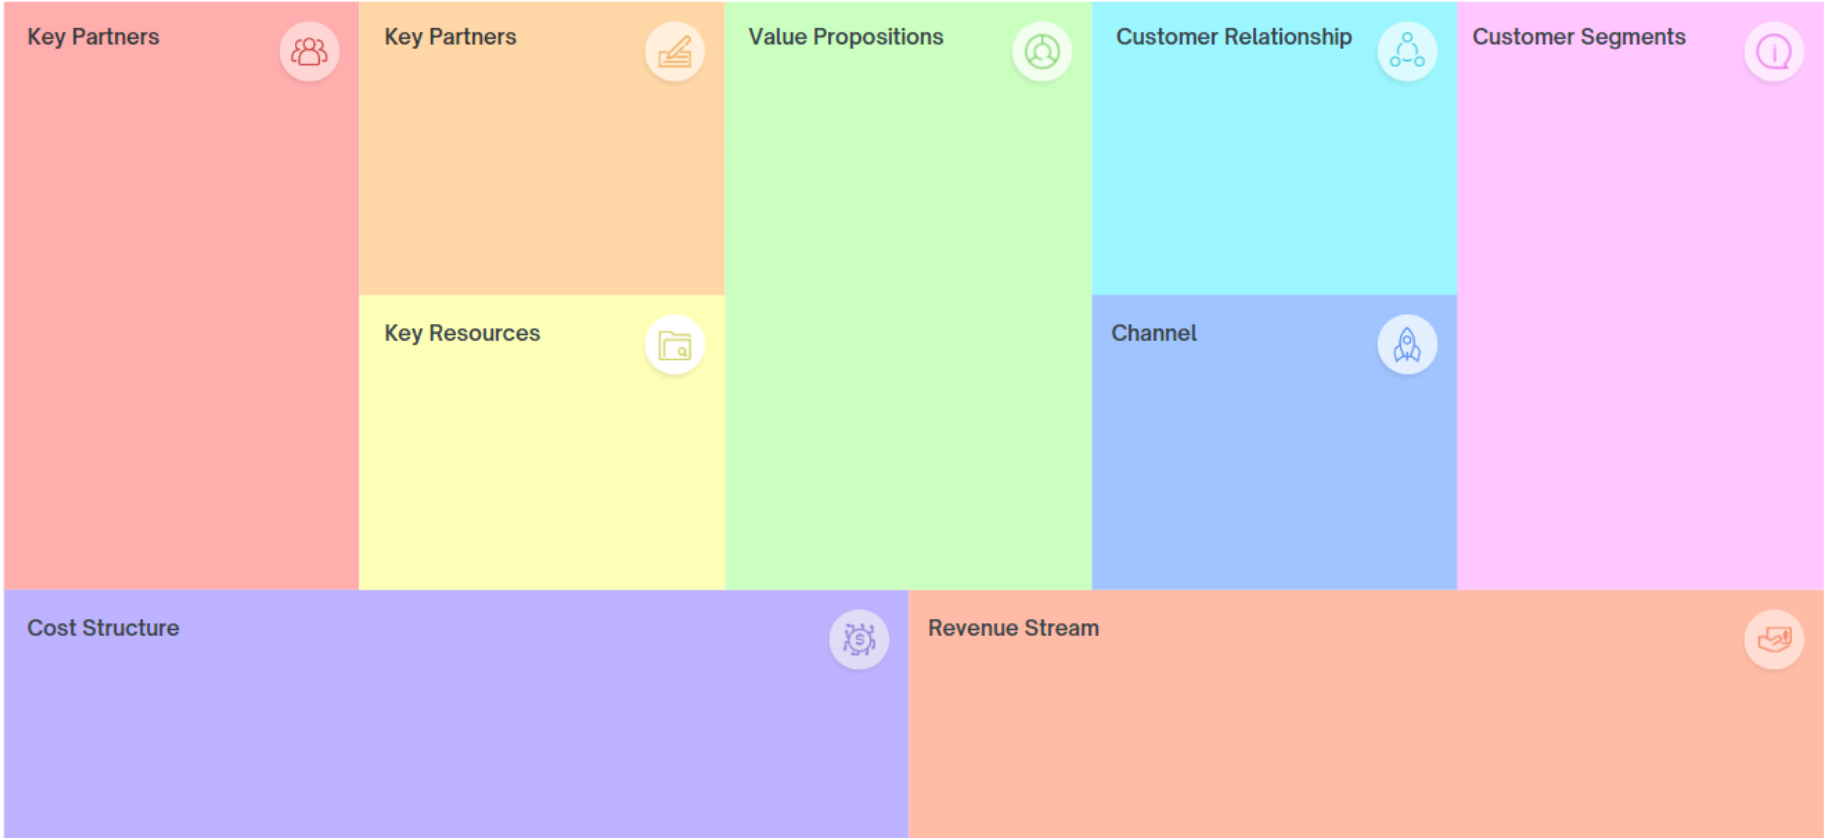 Key Partners
Key Partners
Value Propositions
Customer Relationship
Customer Segments
Key Resources
Channel
Cost Structure
Revenue Stream